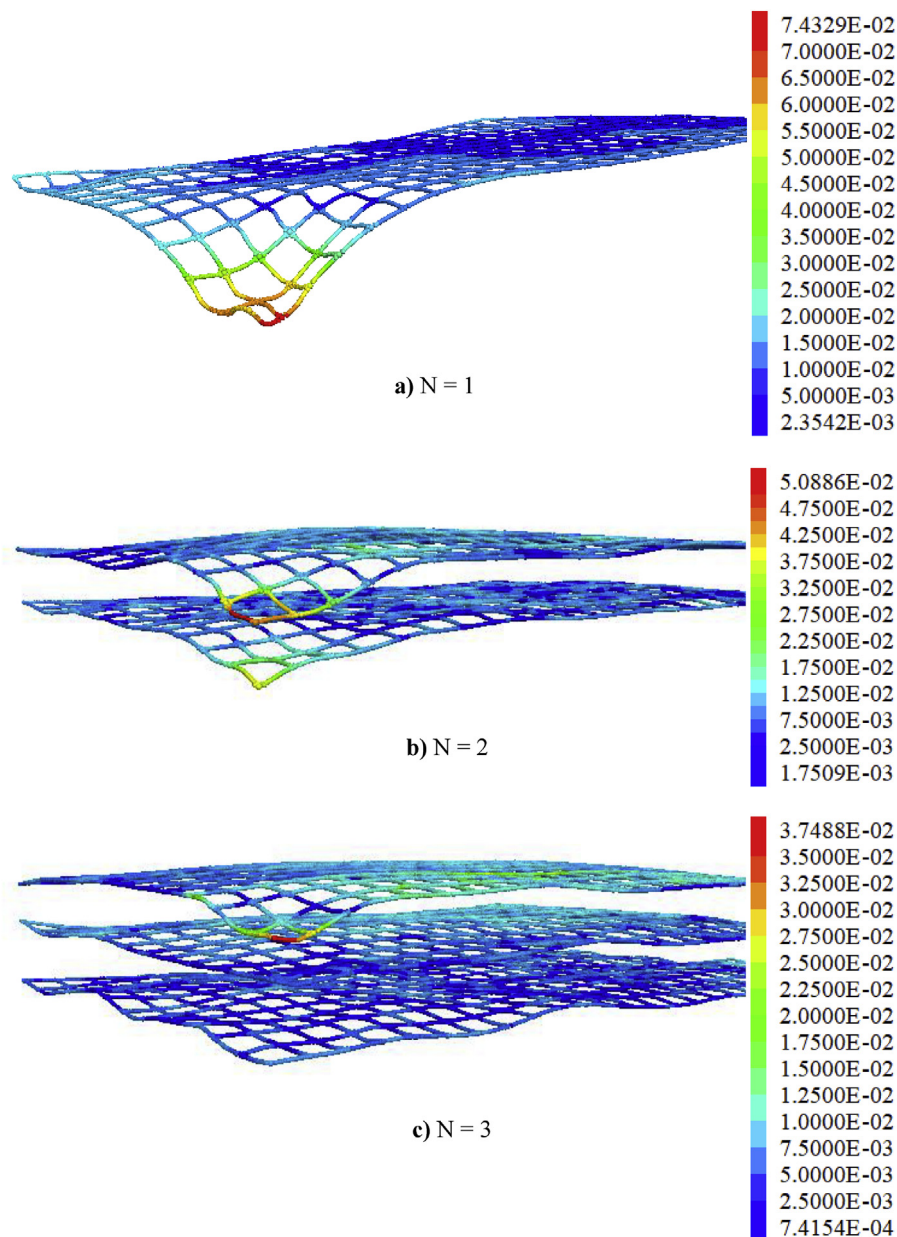 7.4329E-02
7.0000E-02
6.5000E-02
6.0000E-02
5.5000E-02
5.0000E-02
4.5000E-02
4.0000E-02
3.5000E-02
3.0000E-02
2.5000E-02
2.0000E-02
1.5000E-02
1.0000E-02
5.0000E-03
2.3542E-03
a) N = 1
5.0886E-02
4.7500E-02
4.2500E-02
3.7500E-02
3.2500E-02
2.7500E-02
2.2500E-02
1.7500E-02
1.2500E-02
7.5000E-03
2.5000E-03
1.7509E-03
b) N = 2
3.7488E-02
3.5000E-02
3.2500E-02
3.0000E-02
2.7500E-02
2.5000E-02
2.2500E-02
2.0000E-02
1.7500E-02
1.5000E-02
1.2500E-02
1.0000E-02
7.5000E-03
5.0000E-03
2.5000E-03
7.4154E-04
c) N = 3